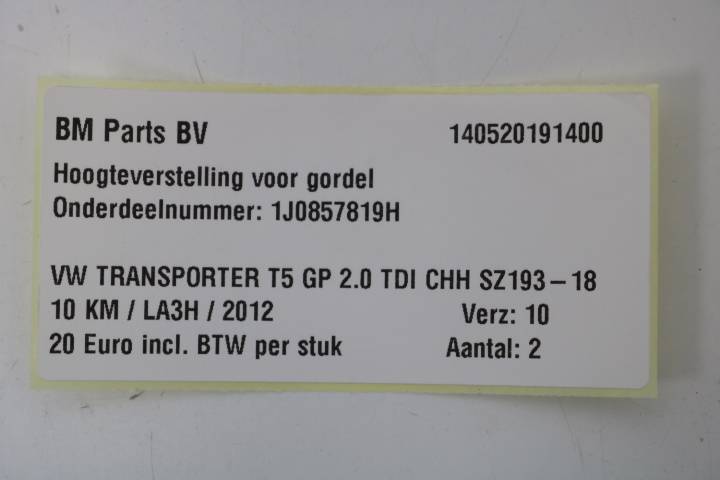 BM Parts BV 140520191400
Hoogteverstelling voor gordel
Onderdeelnummer: 1J0857819H
VW TRANSPORTER T5 GP 2.0 TDI CHH SZ193-18
10 KM / LA3H / 2012 Verz: 10
20 Euro incl. BTW per stuk Aantal: 2